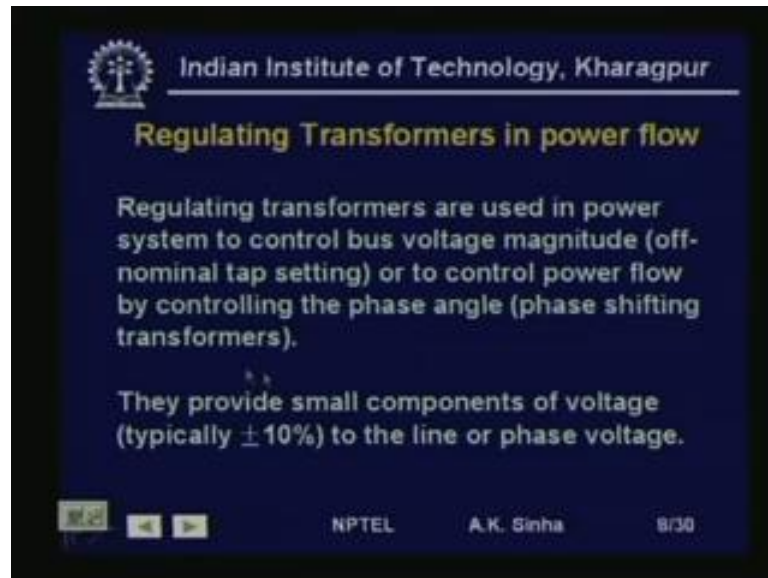 Indian Institute of Technology, Kharagpur
Regulating Transformers in power flow
Regulating transformers are used in power
system to control bus voltage magnitude (off-
nominal tap setting) or to control power flow
by controlling the phase angle (phase shifting
transformers).
They provide small components of voltage
(typically ±10%) to the line or phase voltage.
NPTEL A.K. Sinha 8/30